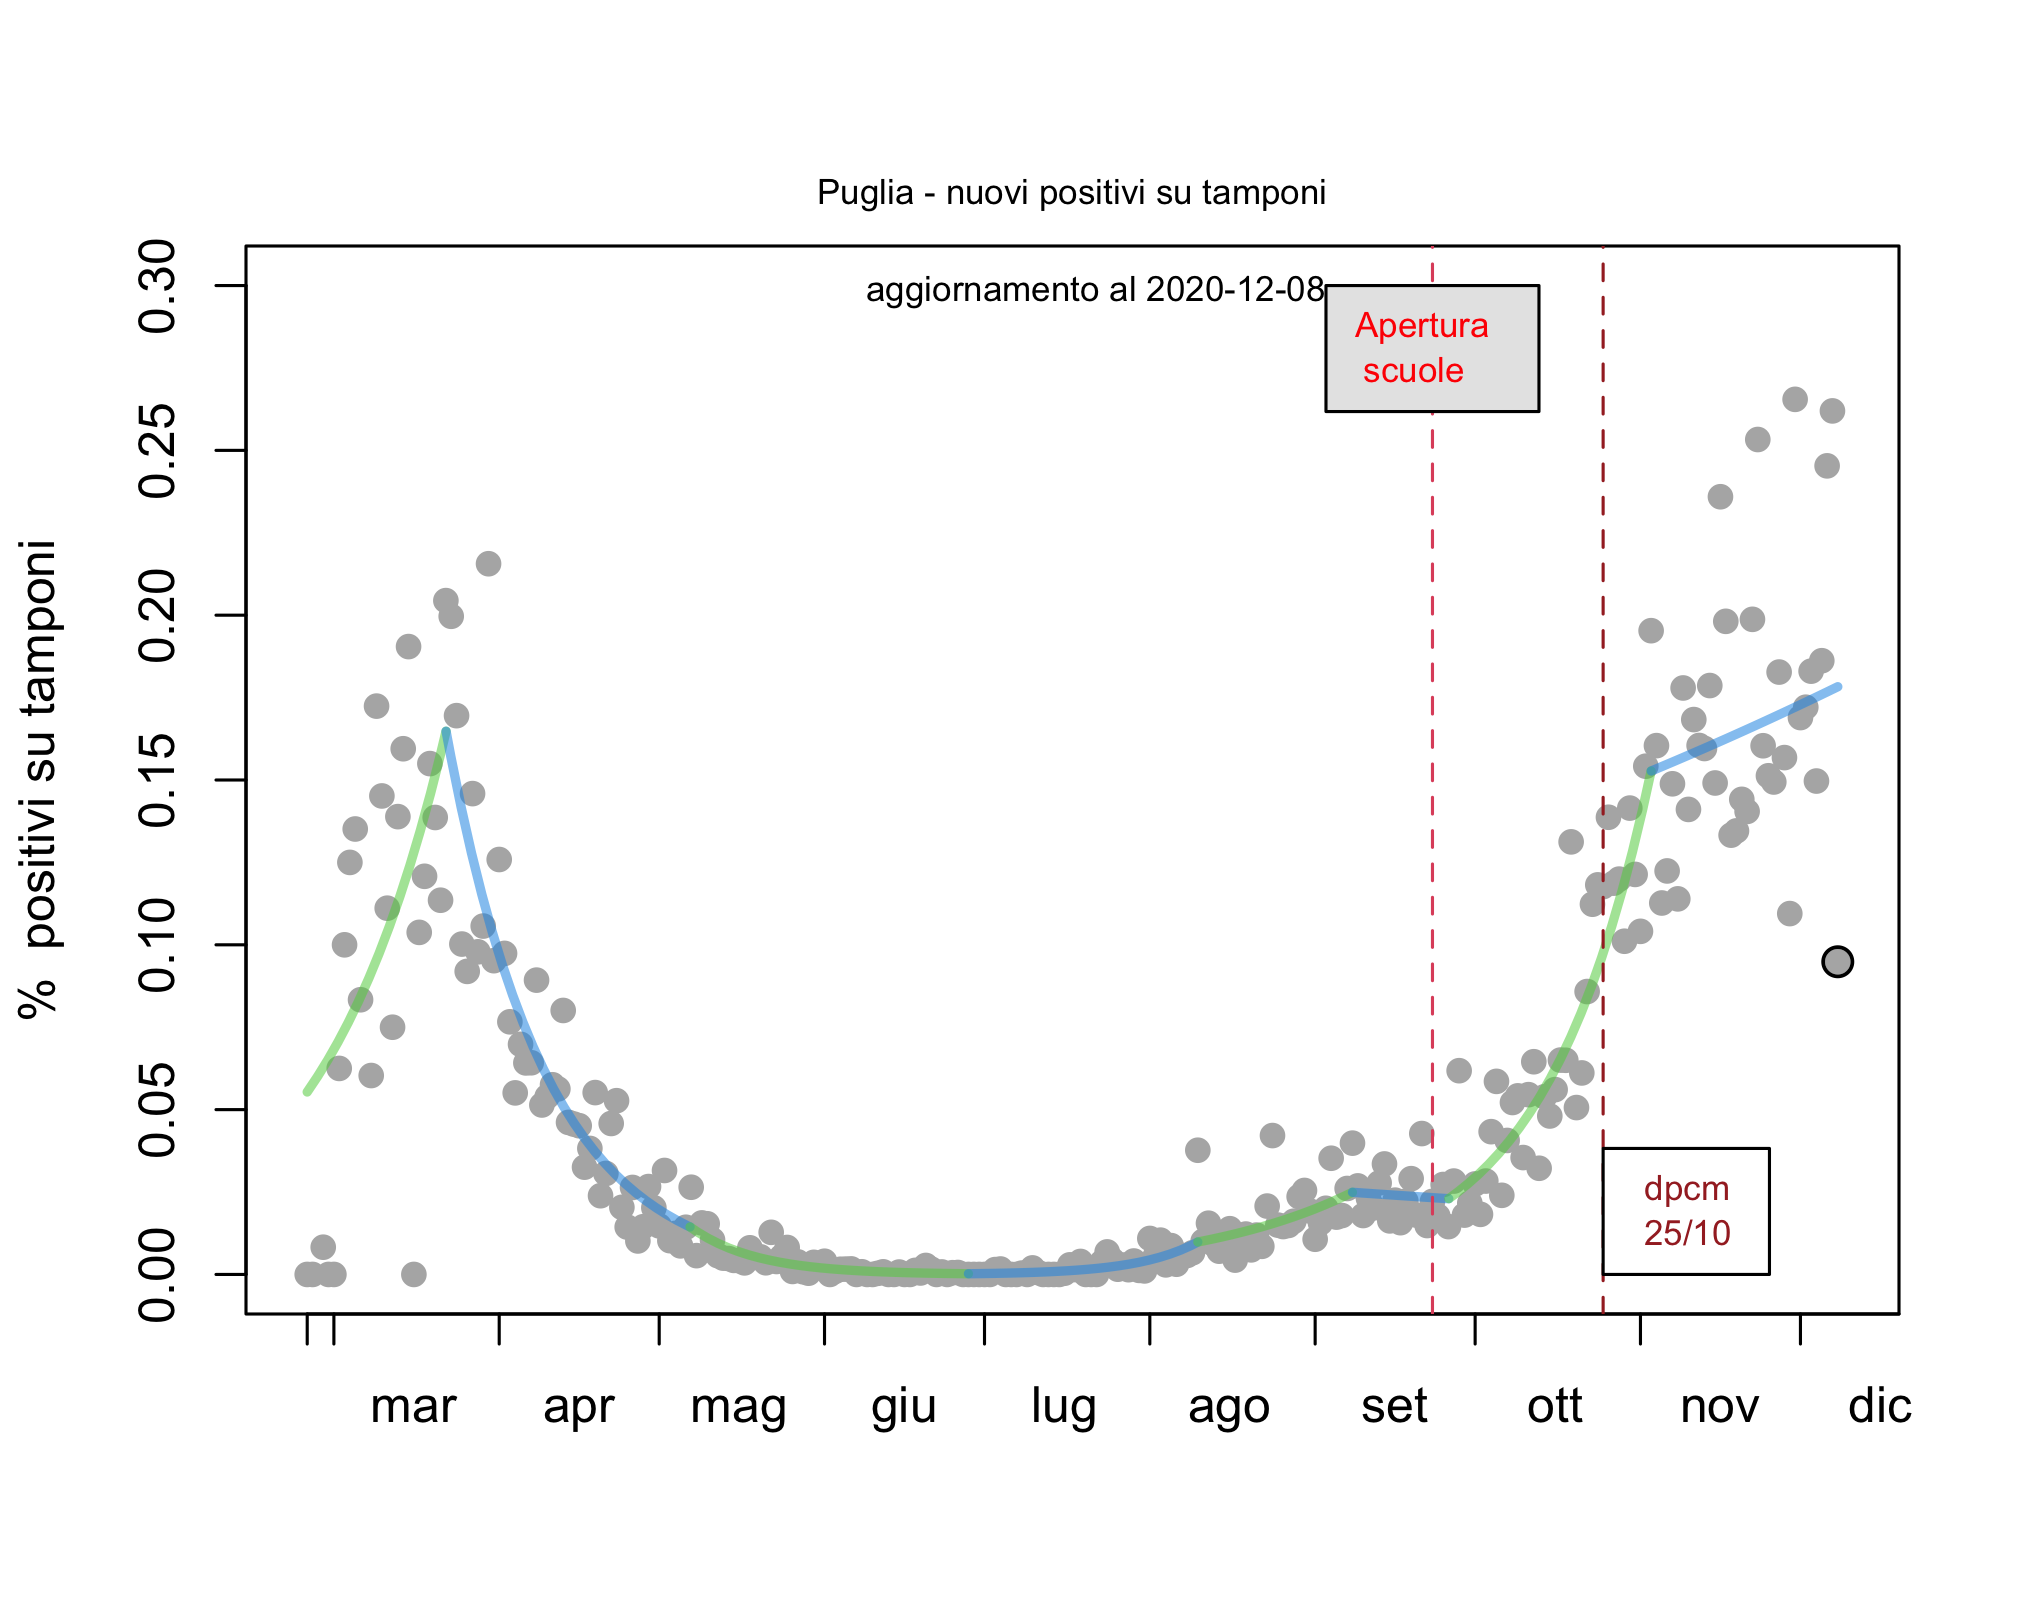 Puglia - nuovi positivi su tamponi
aggiornamento al 2020-12-08
Apertura
scuole
dpcm
25/10
% positivi su tamponi
0.30
0.25
0.20
0.15
0.10
0.05
0.00
mar apr mag giu lug ago set ott nov dic